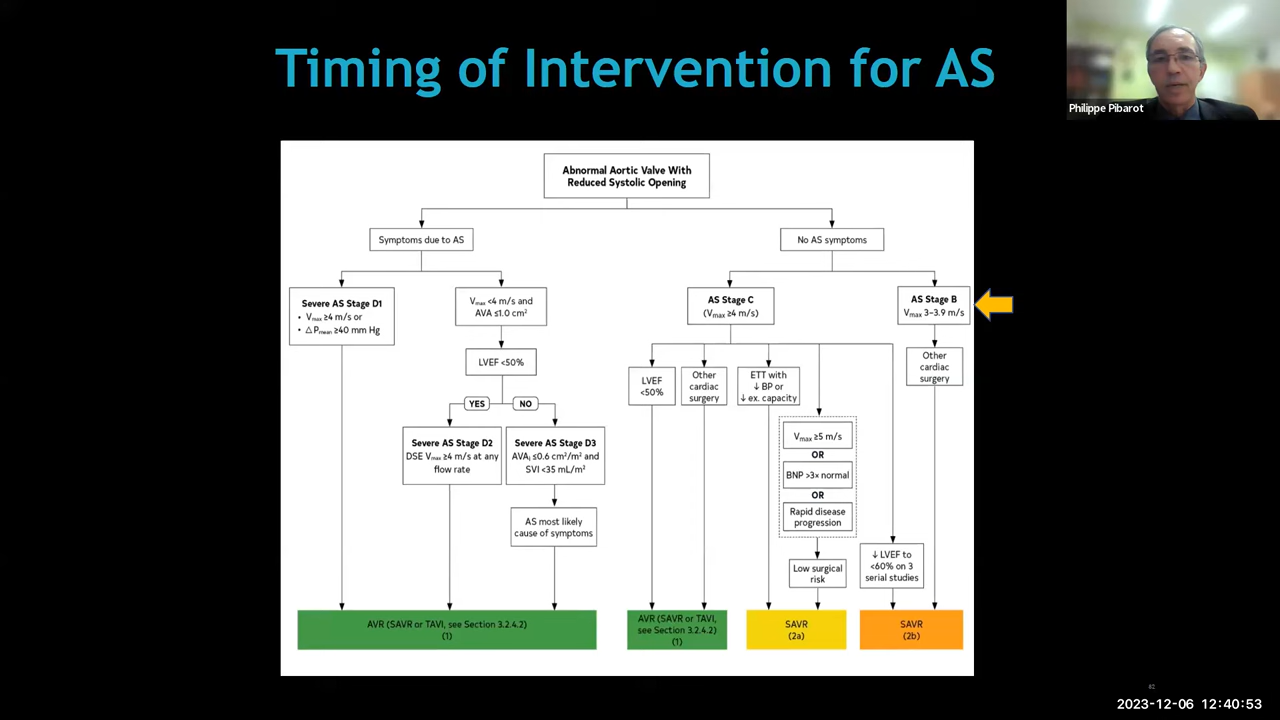 Timing of Intervention for AS
Philippe Pibarot
Abnormal Aortic Valve With
Reduced Systolic Opening
Symptoms due to AS
No AS symptoms
Severe AS Stage D1
• Vmax ≥4 m/s or
• △ Pmean ≥40 mm Hg
Vmax <4 m/s and
AVA ≤1.0 cm²
AS Stage C
(Vmax ≥4 m/s)
AS Stage B
Vmax 3-3.9 m/s
LVEF <50%
YES
NO
Severe AS Stage D2
DSE Vmax ≥4 m/s at any
flow rate
Severe AS Stage D3
AVAi ≤0.6 cm²/m² and
SVI <35 mL/m²
AS most likely
cause of symptoms
LVEF
<50%
Other
cardiac
surgery
ETT with
↓ BP or
↓ ex. capacity
Vmax ≥5 m/s
OR
BNP >3× normal
OR
Rapid disease
progression
Low surgical
risk
↓ LVEF to
<60% on 3
serial studies
Other
cardiac
surgery
AVR (SAVR or TAVI, see Section 3.2.4.2)
(1)
AVR (SAVR or TAVI,
see Section 3.2.4.2)
(1)
SAVR
(2a)
SAVR
(2b)
82
2023-12-06 12:40:53